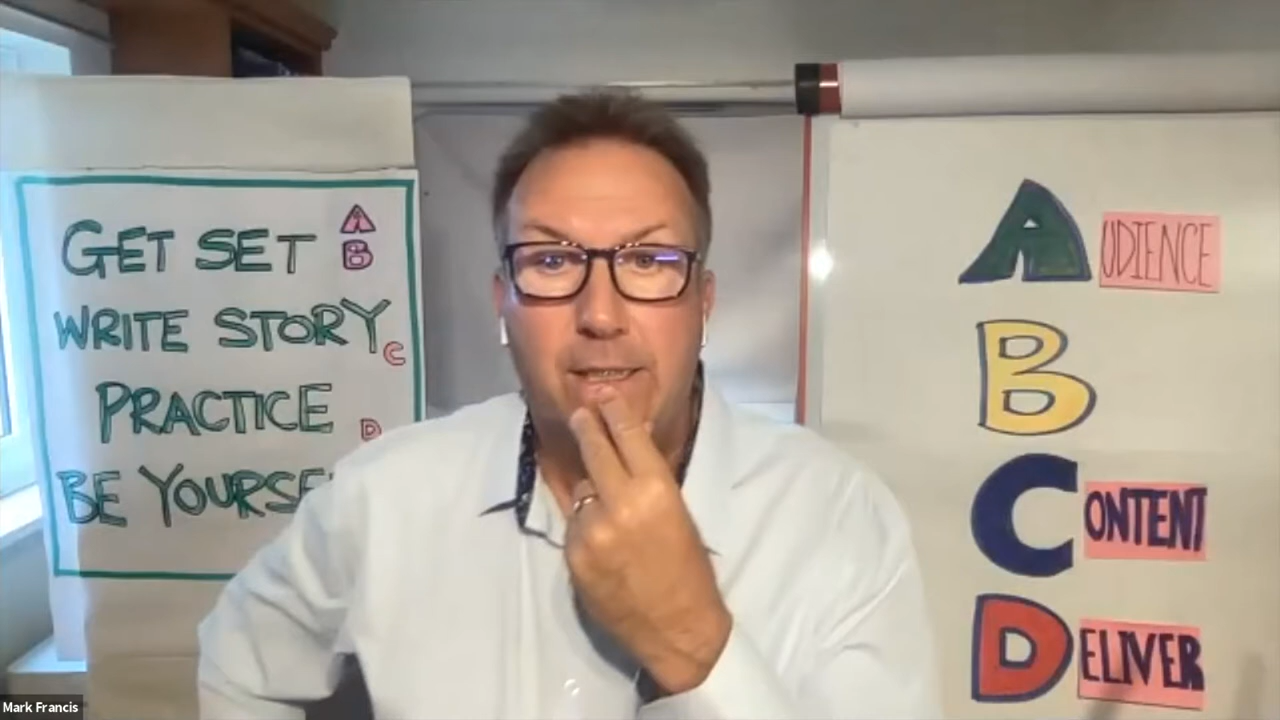 GET SET A
B
WRITE STORY C
PRACTICE D
BE YOURSE
AUDIENCE
B
CONTENT
DELIVER
Mark Francis